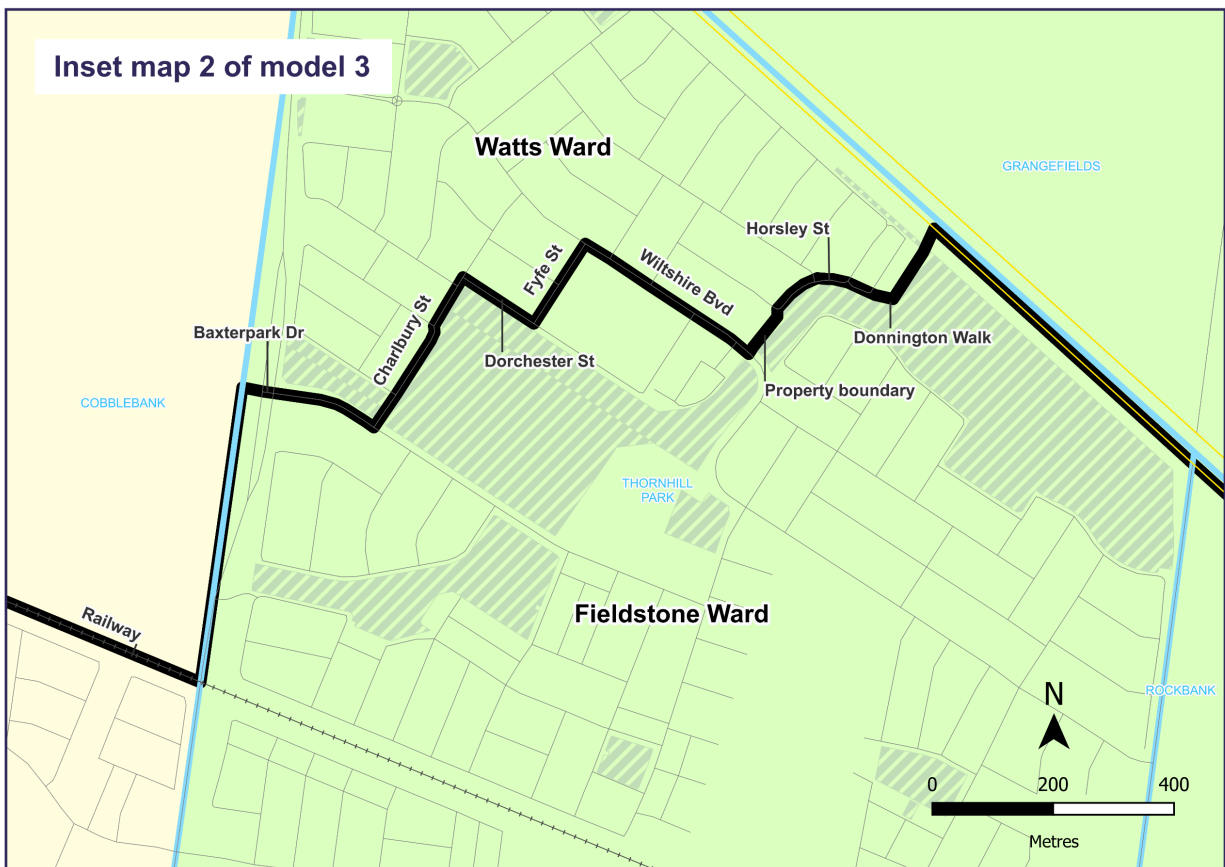 Inset map 2 of model 3
Watts Ward
GRANGEFIELDS
Horsley St
Fyfe St
Wiltshire Bvd
Charlbury St
Baxterpark Dr
Donnington Walk
Dorchester St
Property boundary
COBBLEBANK
THORNHILL
PARK
Fieldstone Ward
Railway
ROCKBANK
N
0 200 400
Metres